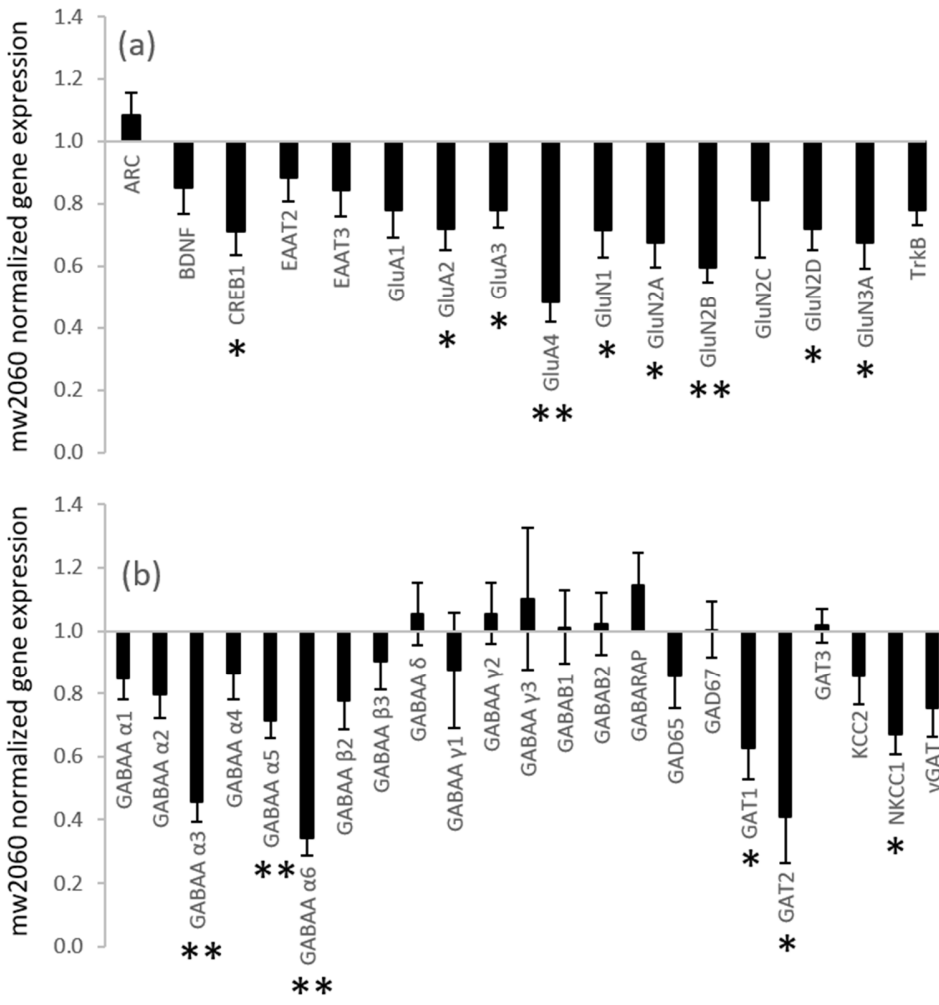 mw2060 normalized gene expression
(a)
1.4
1.2
1.0
0.8
0.6
0.4
0.2
0.0
ARC
BDNF
CREB1
*
EAAT2
EAAT3
GluA1
GluA2
*
GluA3
*
GluA4
**
GluN1
*
GluN2A
*
GluN2B
**
GluN2C
GluN2D
*
GluN3A
*
TrkB
mw2060 normalized gene expression
(b)
1.4
1.2
1.0
0.8
0.6
0.4
0.2
0.0
GABAA α1
GABAA α2
GABAA α3
**
GABAA α4
GABAA α5
**
GABAA α6
**
GABAA β2
GABAA β3
GABAA δ
GABAA γ1
GABAA γ2
GABAA γ3
GABAB1
GABAB2
GABARAP
GAD65
GAD67
GAT1
*
GAT2
*
GAT3
KCC2
NKCC1
*
vGAT